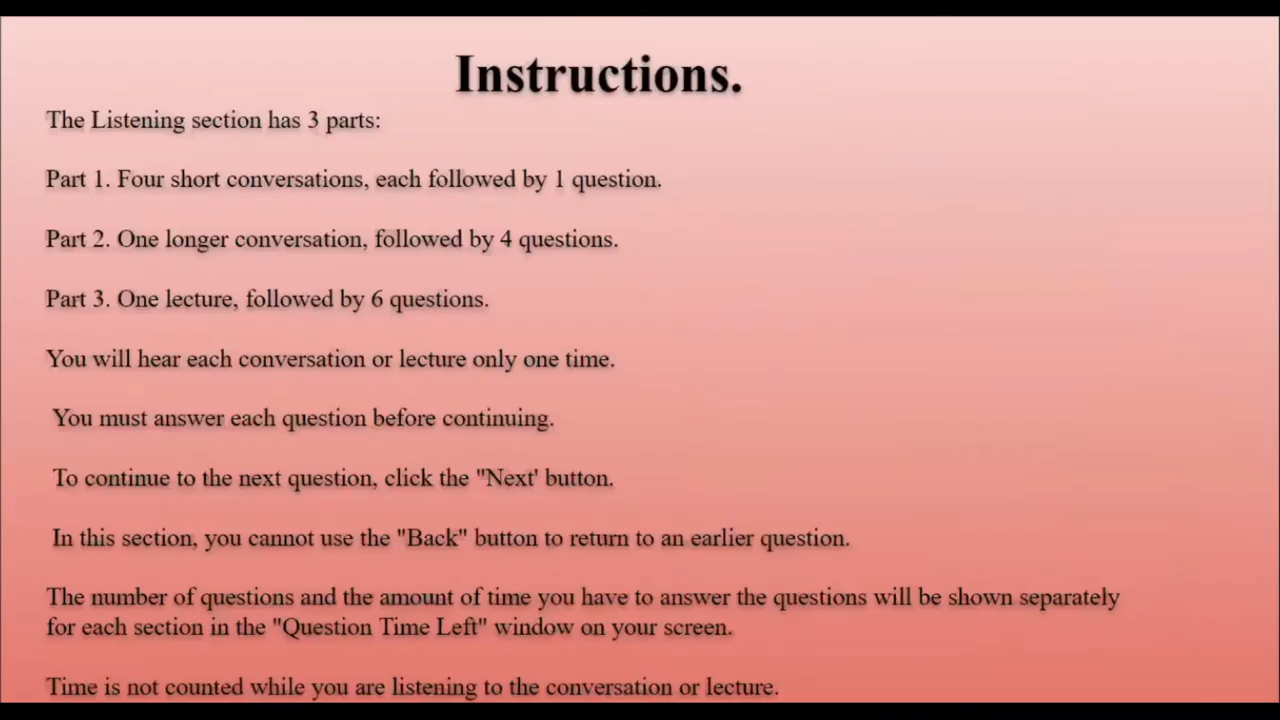 Instructions.
The Listening section has 3 parts:
Part 1. Four short conversations, each followed by 1 question.
Part 2. One longer conversation, followed by 4 questions.
Part 3. One lecture, followed by 6 questions.
You will hear each conversation or lecture only one time.
You must answer each question before continuing.
To continue to the next question, click the "Next' button.
In this section, you cannot use the "Back" button to return to an earlier question.
The number of questions and the amount of time you have to answer the questions will be shown separately
for each section in the "Question Time Left" window on your screen.
Time is not counted while you are listening to the conversation or lecture.